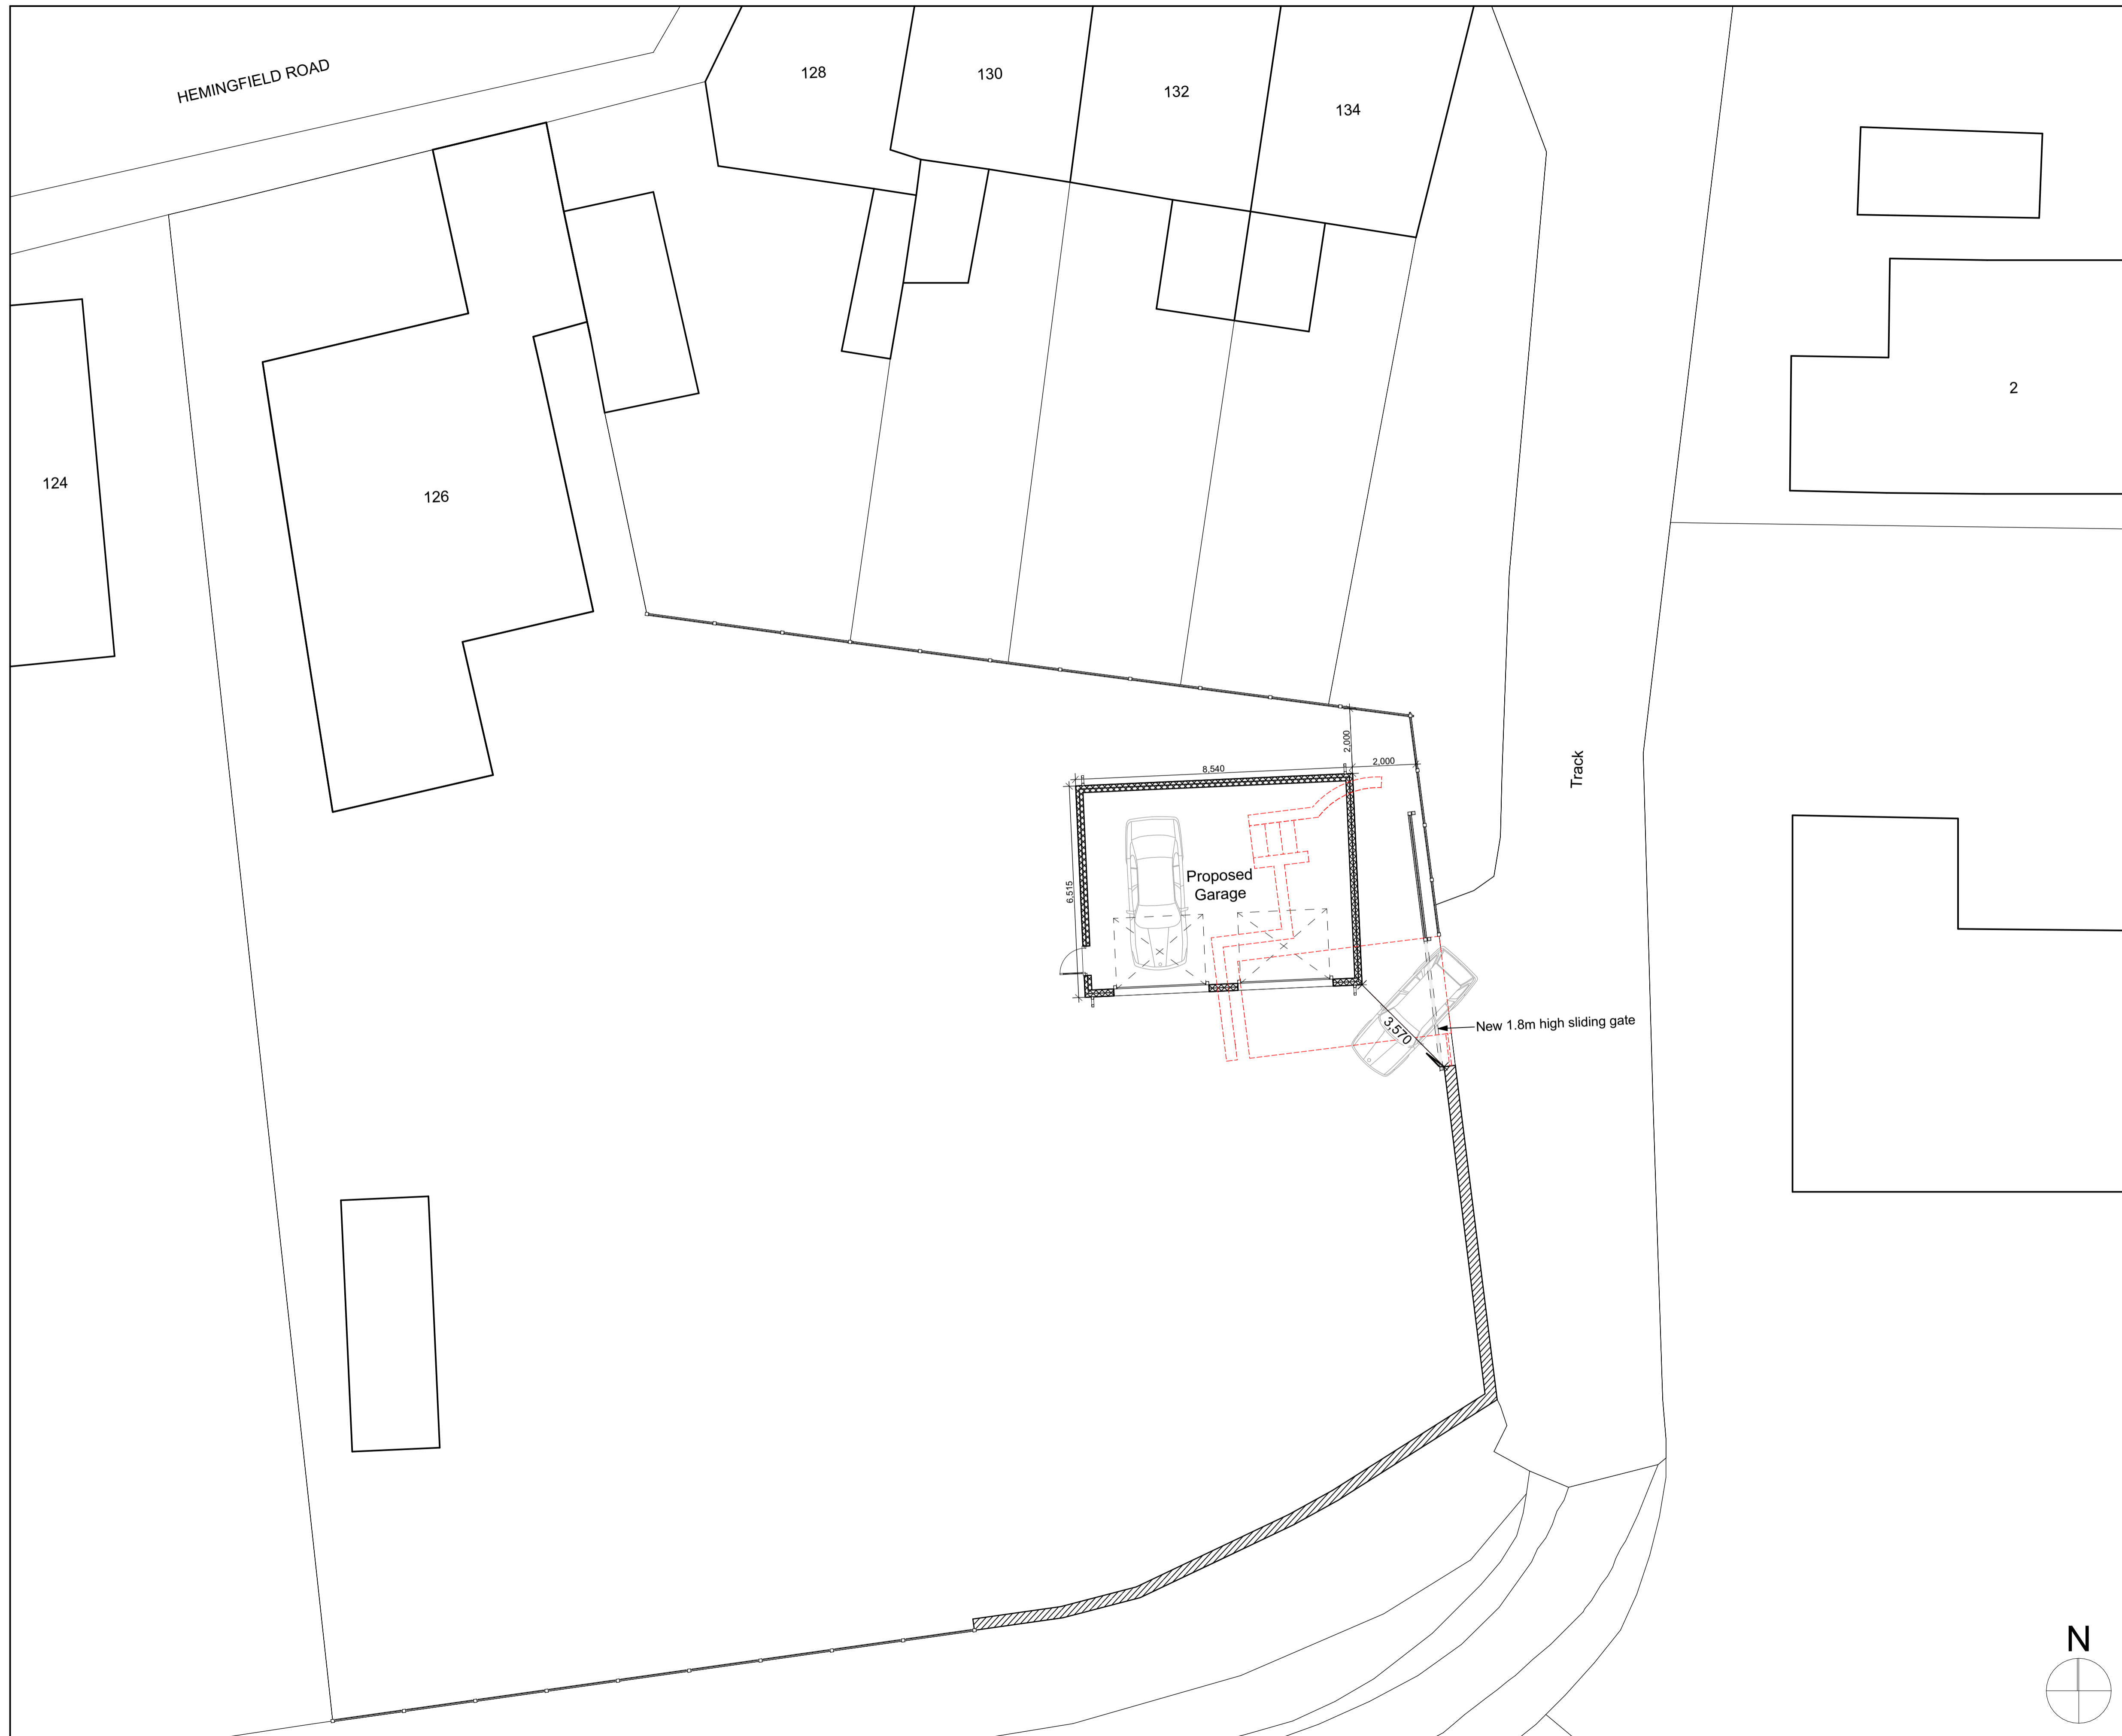 HEMINGFIELD ROAD
128
130
132
134
2
124
126
Track
2,000
2,000
8,540
6,515
Proposed
Garage
3,570
New 1.8m high sliding gate
N